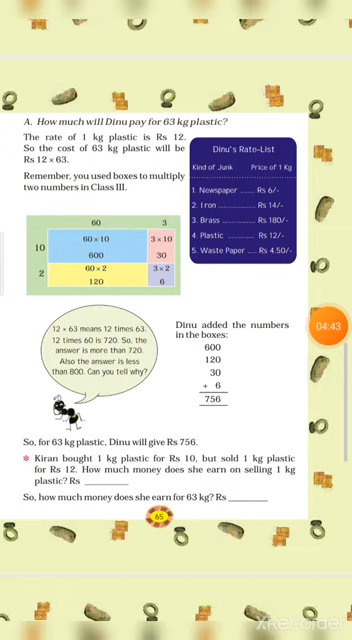 A. How much will Dinu pay for 63 kg plastic?
The rate of 1 kg plastic is Rs 12.
So the cost of 63 kg plastic will be
Rs 12 × 63.
Remember, you used boxes to multiply
two numbers in Class III.
Dinu's Rate-List
Kind of Junk Price of 1 Kg
1. Newspaper ...... Rs 6/-
2. Iron ................ Rs 14/-
3. Brass .............. Rs 180/-
4. Plastic ........... Rs 12/-
5. Waste Paper .... Rs 4.50/-
60 3
10 60 × 10 3 × 10
600 30
2 60 × 2 3 × 2
120 6
04:43
12 × 63 means 12 times 63.
12 times 60 is 720. So, the
answer is more than 720.
Also the answer is less
than 800. Can you tell why?
Dinu added the numbers
in the boxes:
600
120
30
+ 6
756
So, for 63 kg plastic, Dinu will give Rs 756.
* Kiran bought 1 kg plastic for Rs 10, but sold 1 kg plastic
for Rs 12. How much money does she earn on selling 1 kg
plastic? Rs __________
So, how much money does she earn for 63 kg? Rs ________
65
XRecorder